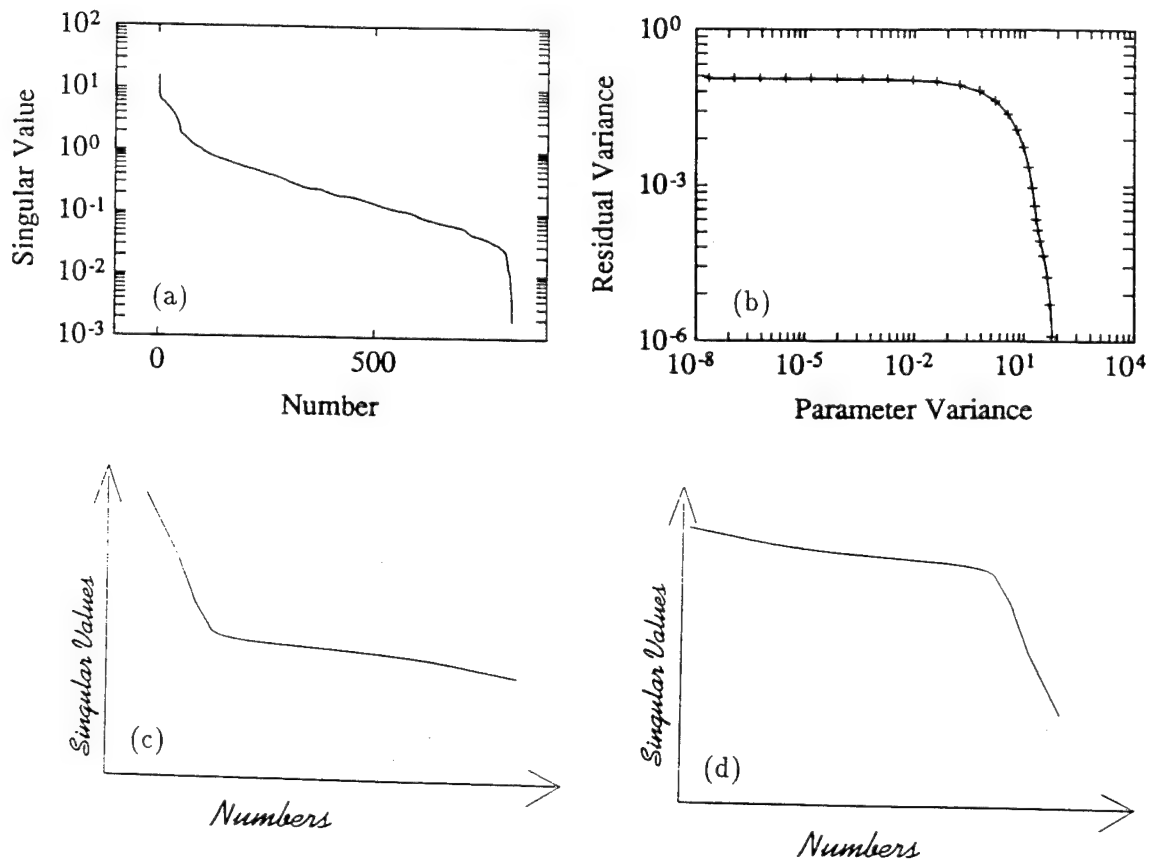 10²
10¹
10⁰
10⁻¹
10⁻²
10⁻³
Singular Value
(a)
0
500
Number
10⁰
10⁻³
10⁻⁶
Residual Variance
(b)
10⁻⁸
10⁻⁵
10⁻²
10¹
10⁴
Parameter Variance
Singular Values
(c)
Numbers
Singular Values
(d)
Numbers